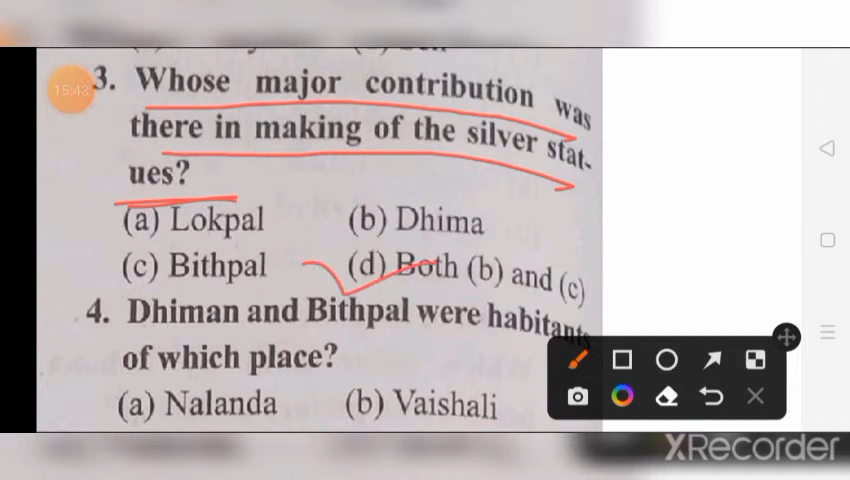 15:43
3. Whose major contribution was
there in making of the silver stat-
ues?
(a) Lokpal (b) Dhima
(c) Bithpal (d) Both (b) and (c)
4. Dhiman and Bithpal were habitants
of which place?
(a) Nalanda (b) Vaishali
XRecorder